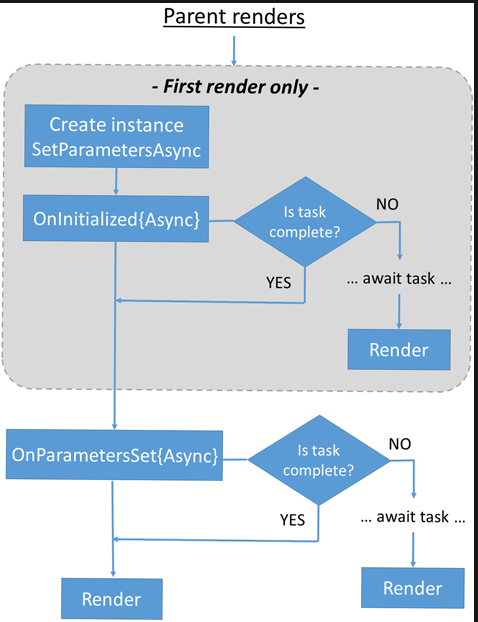 Parent renders
- First render only -
Create instance
SetParametersAsync
OnInitialized{Async}
Is task
complete?
NO
YES
... await task ...
Render
OnParametersSet{Async}
Is task
complete?
NO
YES
... await task ...
Render
Render